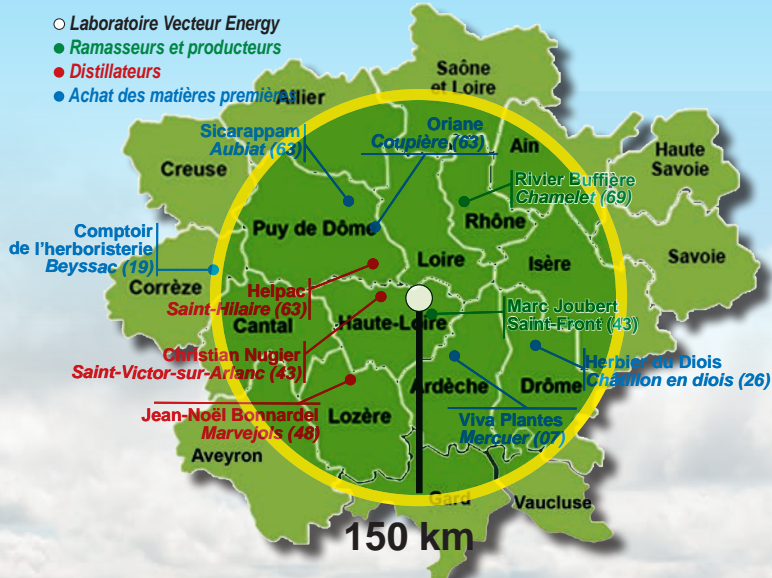 Laboratoire Vecteur Energy
Ramasseurs et producteurs
Distillateurs
Achat des matières premières
Allier
Saône
et Loire
Sicarappam
Aubiat (63)
Oriane
Coupière (63)
Ain
Haute
Savoie
Creuse
Rivier Buffière
Chamelet (69)
Rhône
Puy de Dôme
Comptoir
de l'herboristerie
Beyssac (19)
Loire
Isère
Savoie
Corrèze
Helpac
Saint-Hilaire (63)
Marc Joubert
Saint-Front (43)
Cantal
Haute-Loire
Christian Nugier
Saint-Victor-sur-Arlanc (43)
Herbier du Diois
Châtillon en diois (26)
Ardèche
Drôme
Jean-Noël Bonnardel
Marvejols (48)
Lozère
Viva Plantes
Mercuer (07)
Aveyron
Gard
Vaucluse
150 km